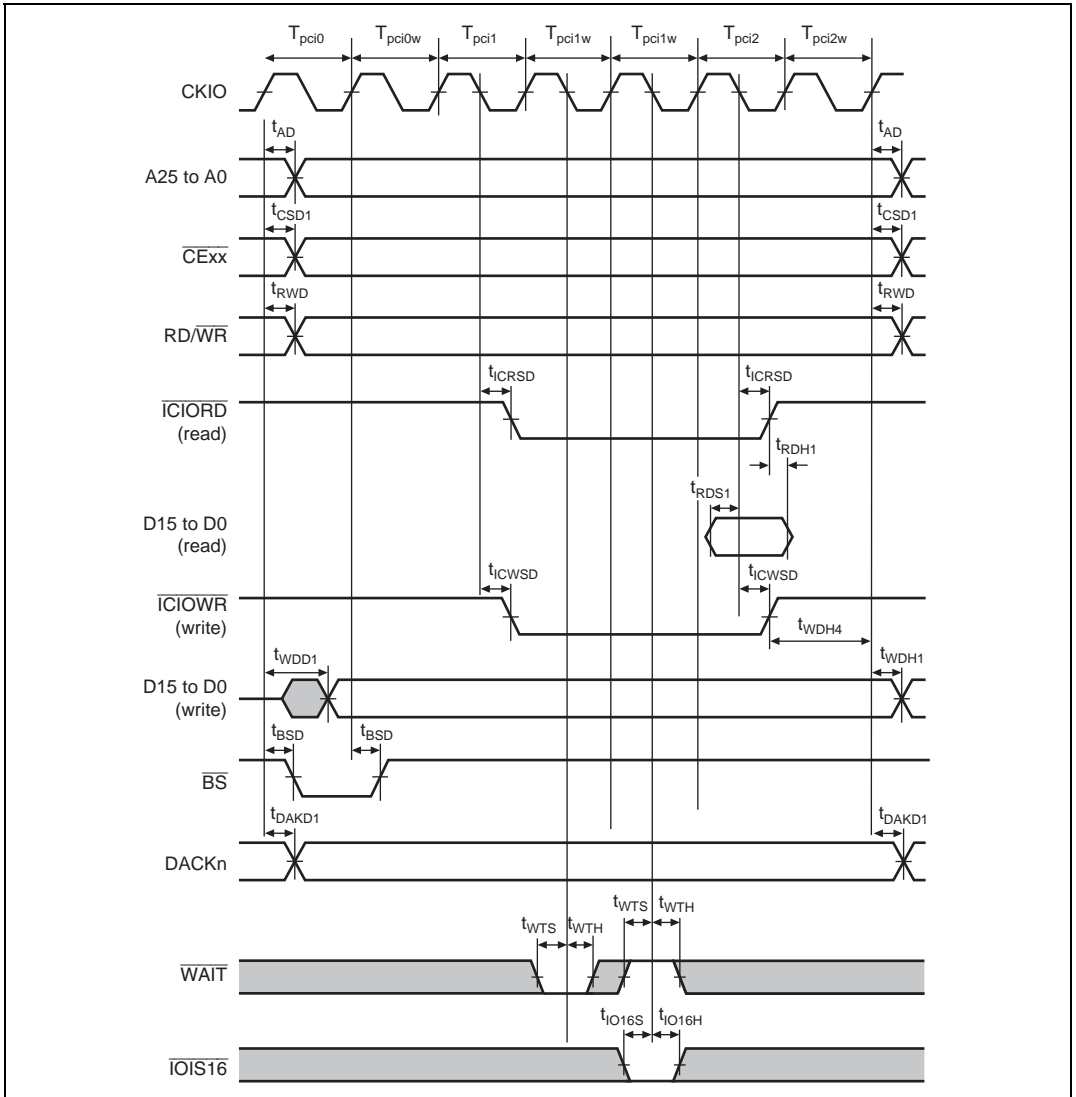 Tpci0 Tpci0w Tpci1 Tpci1w Tpci1w Tpci2 Tpci2w
CKIO
tAD tAD
A25 to A0
tCSD1 tCSD1
CExx
tRWD tRWD
RD/WR
tICRSD tICRSD
ICIORD
(read)
tRDH1
tRDS1
D15 to D0
(read)
tICWSD tICWSD
ICIOWR
(write)
tWDH4
tWDD1 tWDH1
D15 to D0
(write)
tBSD tBSD
BS
tDAKD1 tDAKD1
DACKn
tWTS tWTH tWTS tWTH
WAIT
tIO16S tIO16H
IOIS16